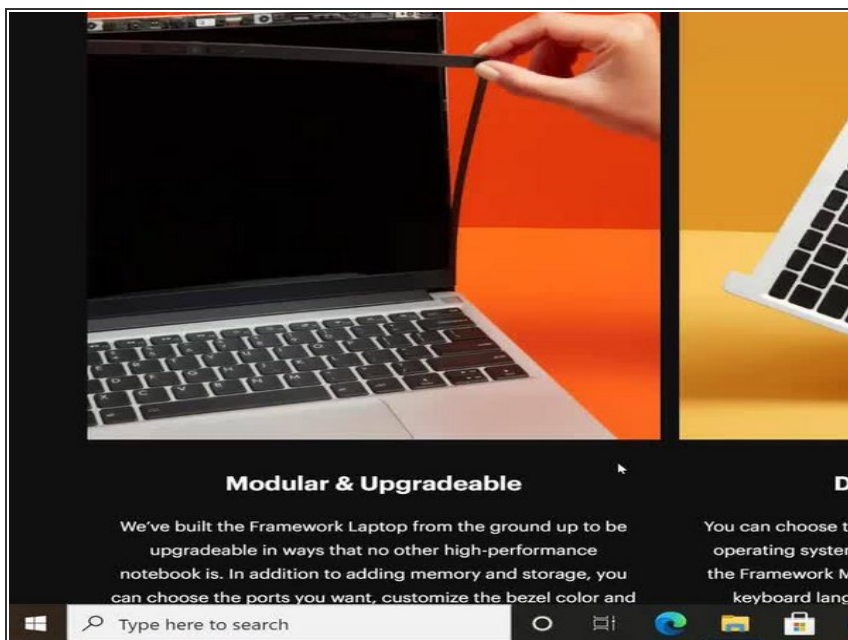 Modular & Upgradeable
We've built the Framework Laptop from the ground up to be
upgradeable in ways that no other high-performance
notebook is. In addition to adding memory and storage, you
can choose the ports you want, customize the bezel color and
D
You can choose t
operating syster
the Framework M
keyboard lang
Type here to search